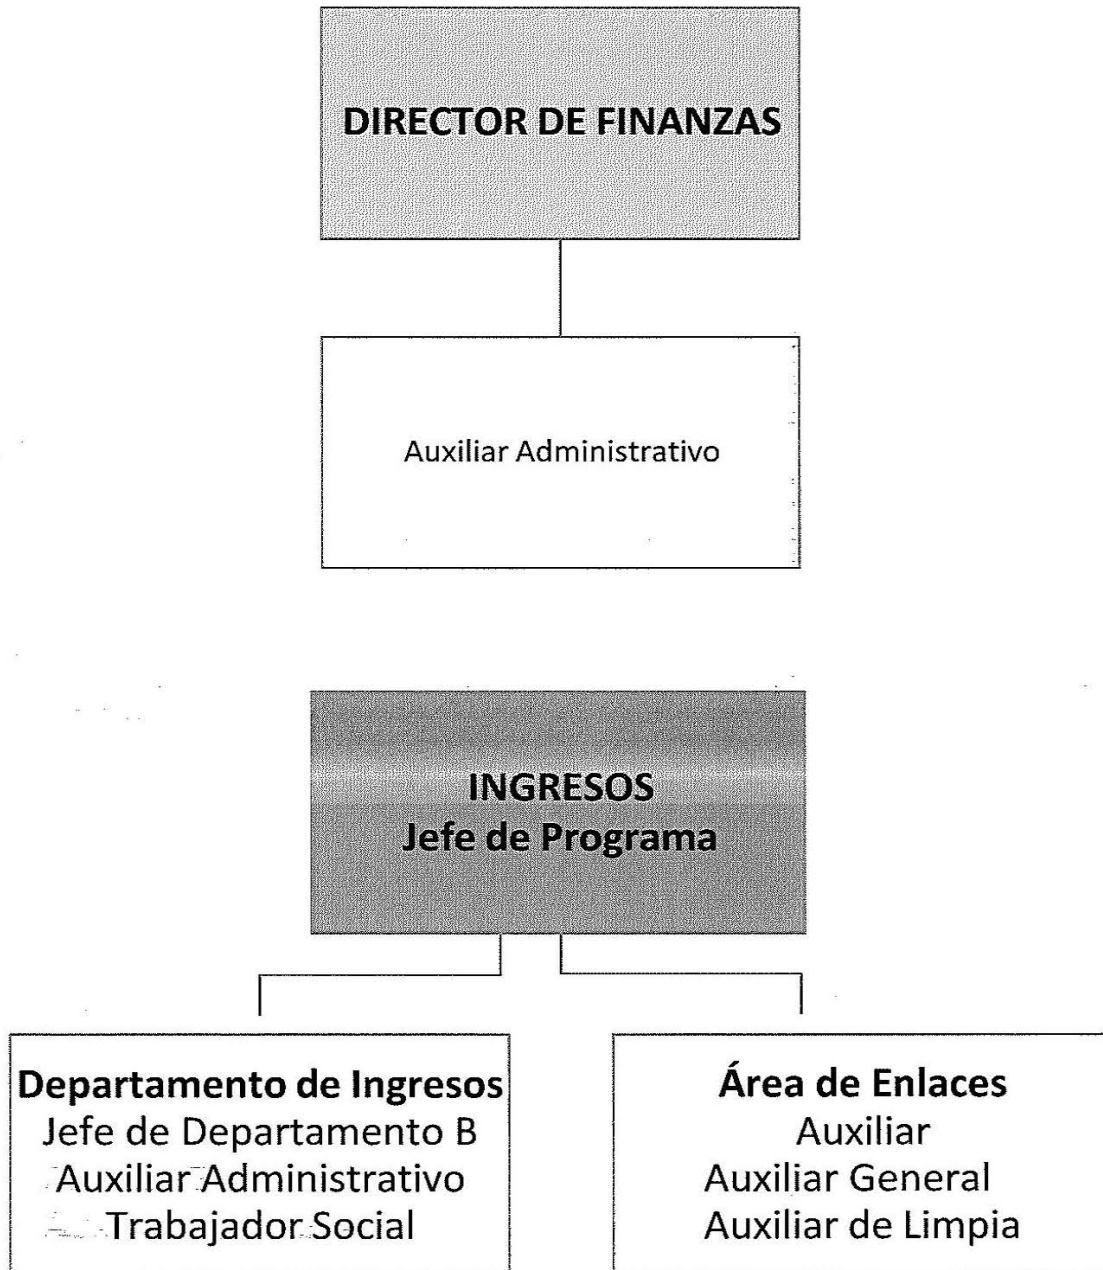 DIRECTOR DE FINANZAS
Auxiliar Administrativo
INGRESOS
Jefe de Programa
Departamento de Ingresos
Jefe de Departamento B
Auxiliar Administrativo
Trabajador Social
Área de Enlaces
Auxiliar
Auxiliar General
Auxiliar de Limpia